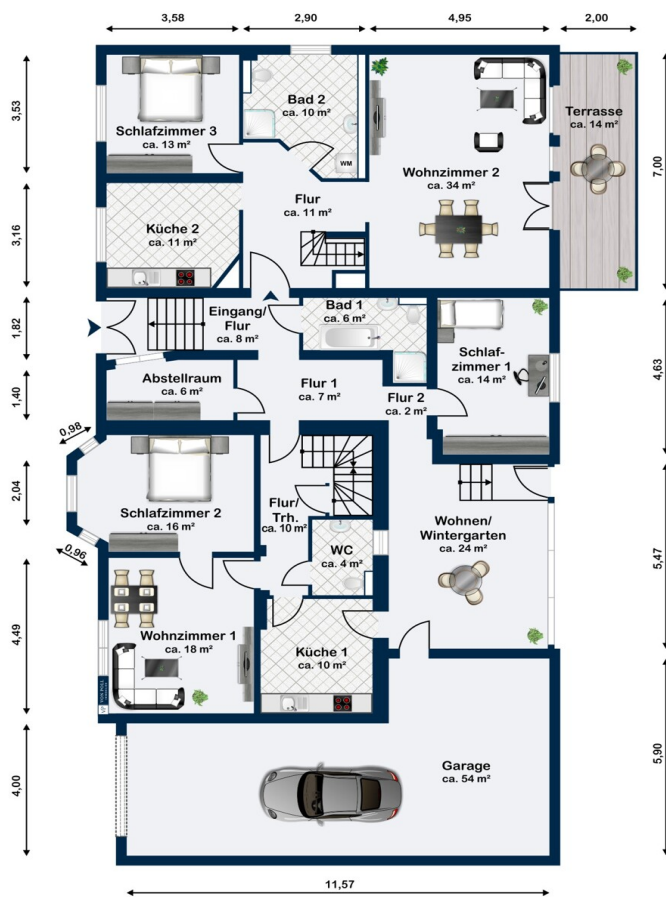 3,58
2,90
4,95
2,00
3,53
3,16
1,82
1,40
0,98
2,04
0,96
4,49
4,00
7,00
4,63
5,47
5,90
11,57
Schlafzimmer 3
ca. 13 m²
Bad 2
ca. 10 m²
WM
Wohnzimmer 2
ca. 34 m²
Terrasse
ca. 14 m²
Küche 2
ca. 11 m²
Flur
ca. 11 m²
Eingang/
Flur
ca. 8 m²
Bad 1
ca. 6 m²
Schlaf-
zimmer 1
ca. 14 m²
Abstellraum
ca. 6 m²
Flur 1
ca. 7 m²
Flur 2
ca. 2 m²
Schlafzimmer 2
ca. 16 m²
Flur/
Trh.
ca. 10 m²
WC
ca. 4 m²
Wohnen/
Wintergarten
ca. 24 m²
Wohnzimmer 1
ca. 18 m²
Küche 1
ca. 10 m²
VP
VON POLL
Garage
ca. 54 m²